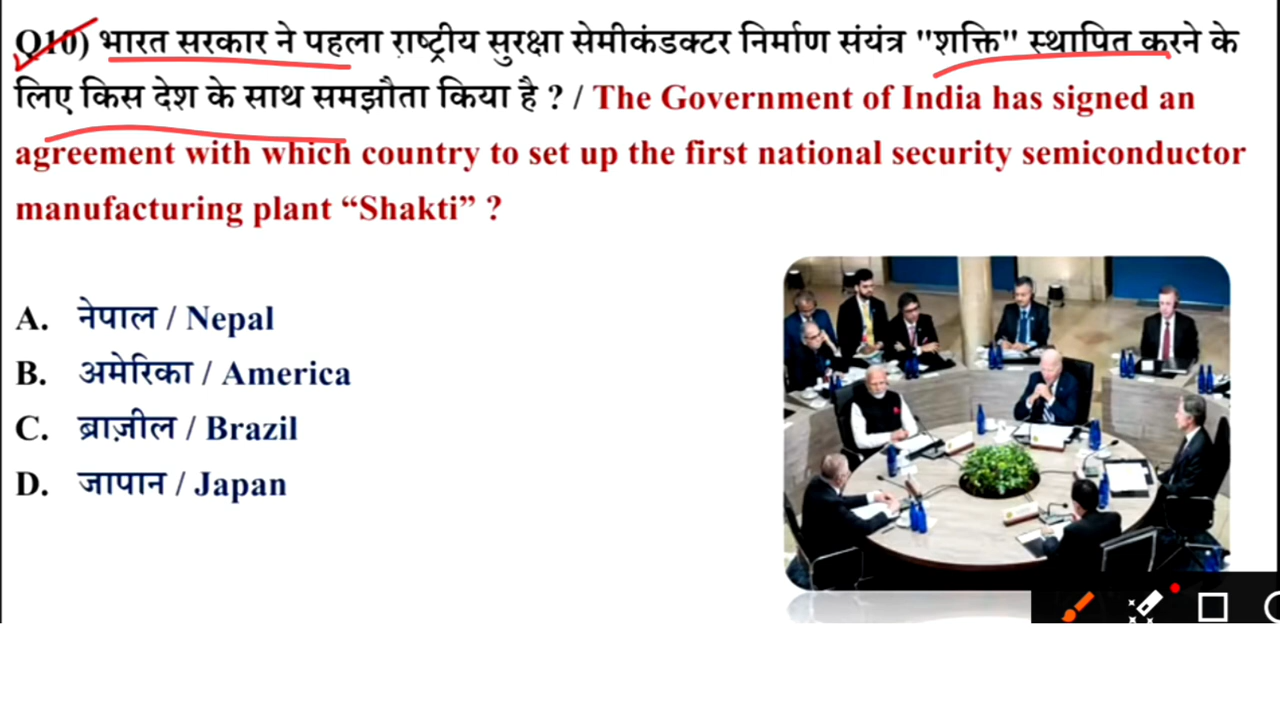 Q10) भारत सरकार ने पहला राष्ट्रीय सुरक्षा सेमीकंडक्टर निर्माण संयंत्र "शक्ति" स्थापित करने के
लिए किस देश के साथ समझौता किया है ? / The Government of India has signed an
agreement with which country to set up the first national security semiconductor
manufacturing plant “Shakti” ?
A. नेपाल / Nepal
B. अमेरिका / America
C. ब्राज़ील / Brazil
D. जापान / Japan